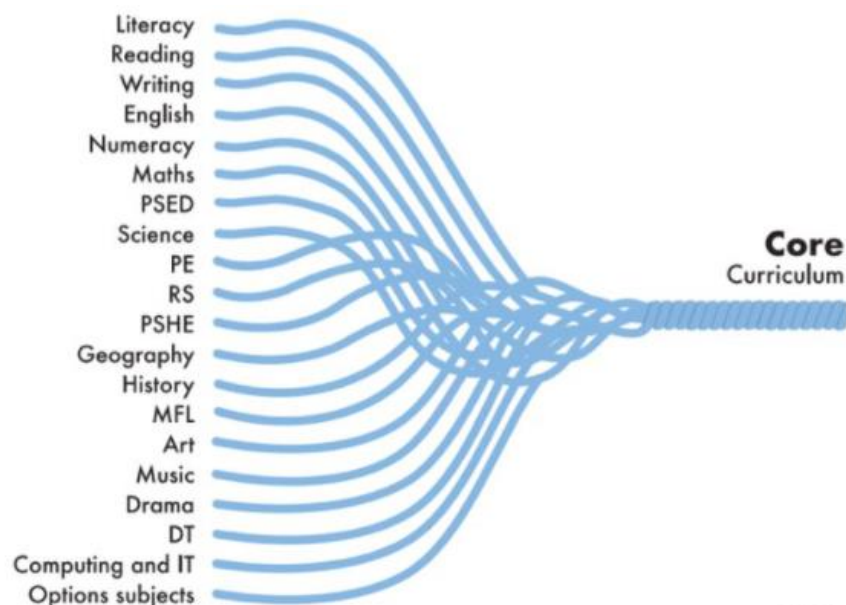 Literacy
Reading
Writing
English
Numeracy
Maths
PSED
Science
PE
RS
PSHE
Geography
History
MFL
Art
Music
Drama
DT
Computing and IT
Options subjects
Core
Curriculum